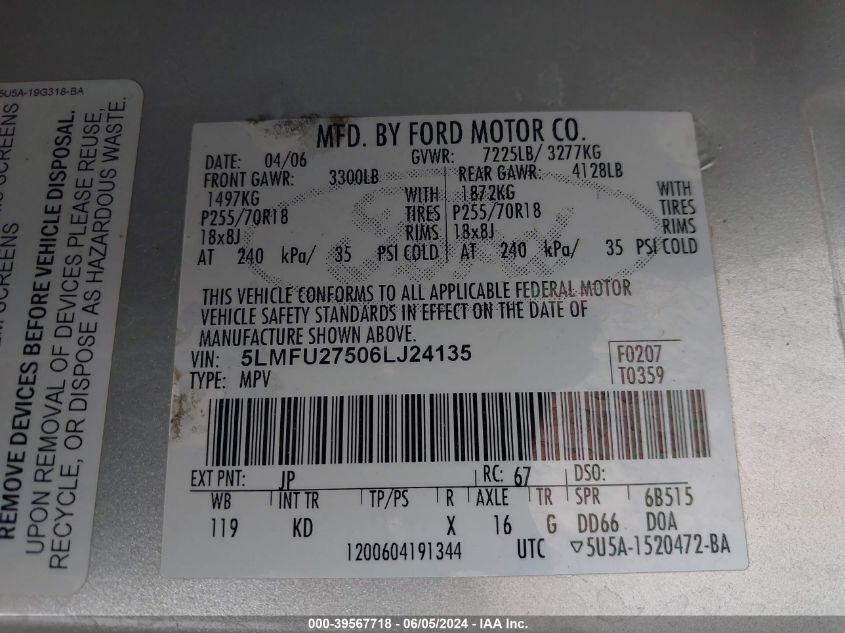 5U5A-19G318-BA
SCREENS
SCREENS
REMOVE DEVICES BEFORE VEHICLE DISPOSAL.
UPON REMOVAL OF DEVICES PLEASE REUSE,
RECYCLE, OR DISPOSE AS HAZARDOUS WASTE.
MFD. BY FORD MOTOR CO.
DATE: 04/06 GVWR: 7225LB/ 3277KG
FRONT GAWR: 3300LB REAR GAWR: 4128LB
1497KG WITH 1872KG WITH
P255/70R18 TIRES P255/70R18 TIRES
18x8J RIMS 18x8J RIMS
AT 240 kPa/ 35 PSI COLD AT 240 kPa/ 35 PSI COLD
THIS VEHICLE CONFORMS TO ALL APPLICABLE FEDERAL MOTOR
VEHICLE SAFETY STANDARDS IN EFFECT ON THE DATE OF
MANUFACTURE SHOWN ABOVE.
VIN: 5LMFU27506LJ24135 F0207
TYPE: MPV T0359
EXT PNT: JP RC: 67 DSO:
WB INT TR TP/PS R AXLE TR SPR 6B515
119 KD X 16 G DD66 D0A
1200604191344 UTC ▽5U5A-1520472-BA
000-39567718 - 06/05/2024 - IAA Inc.